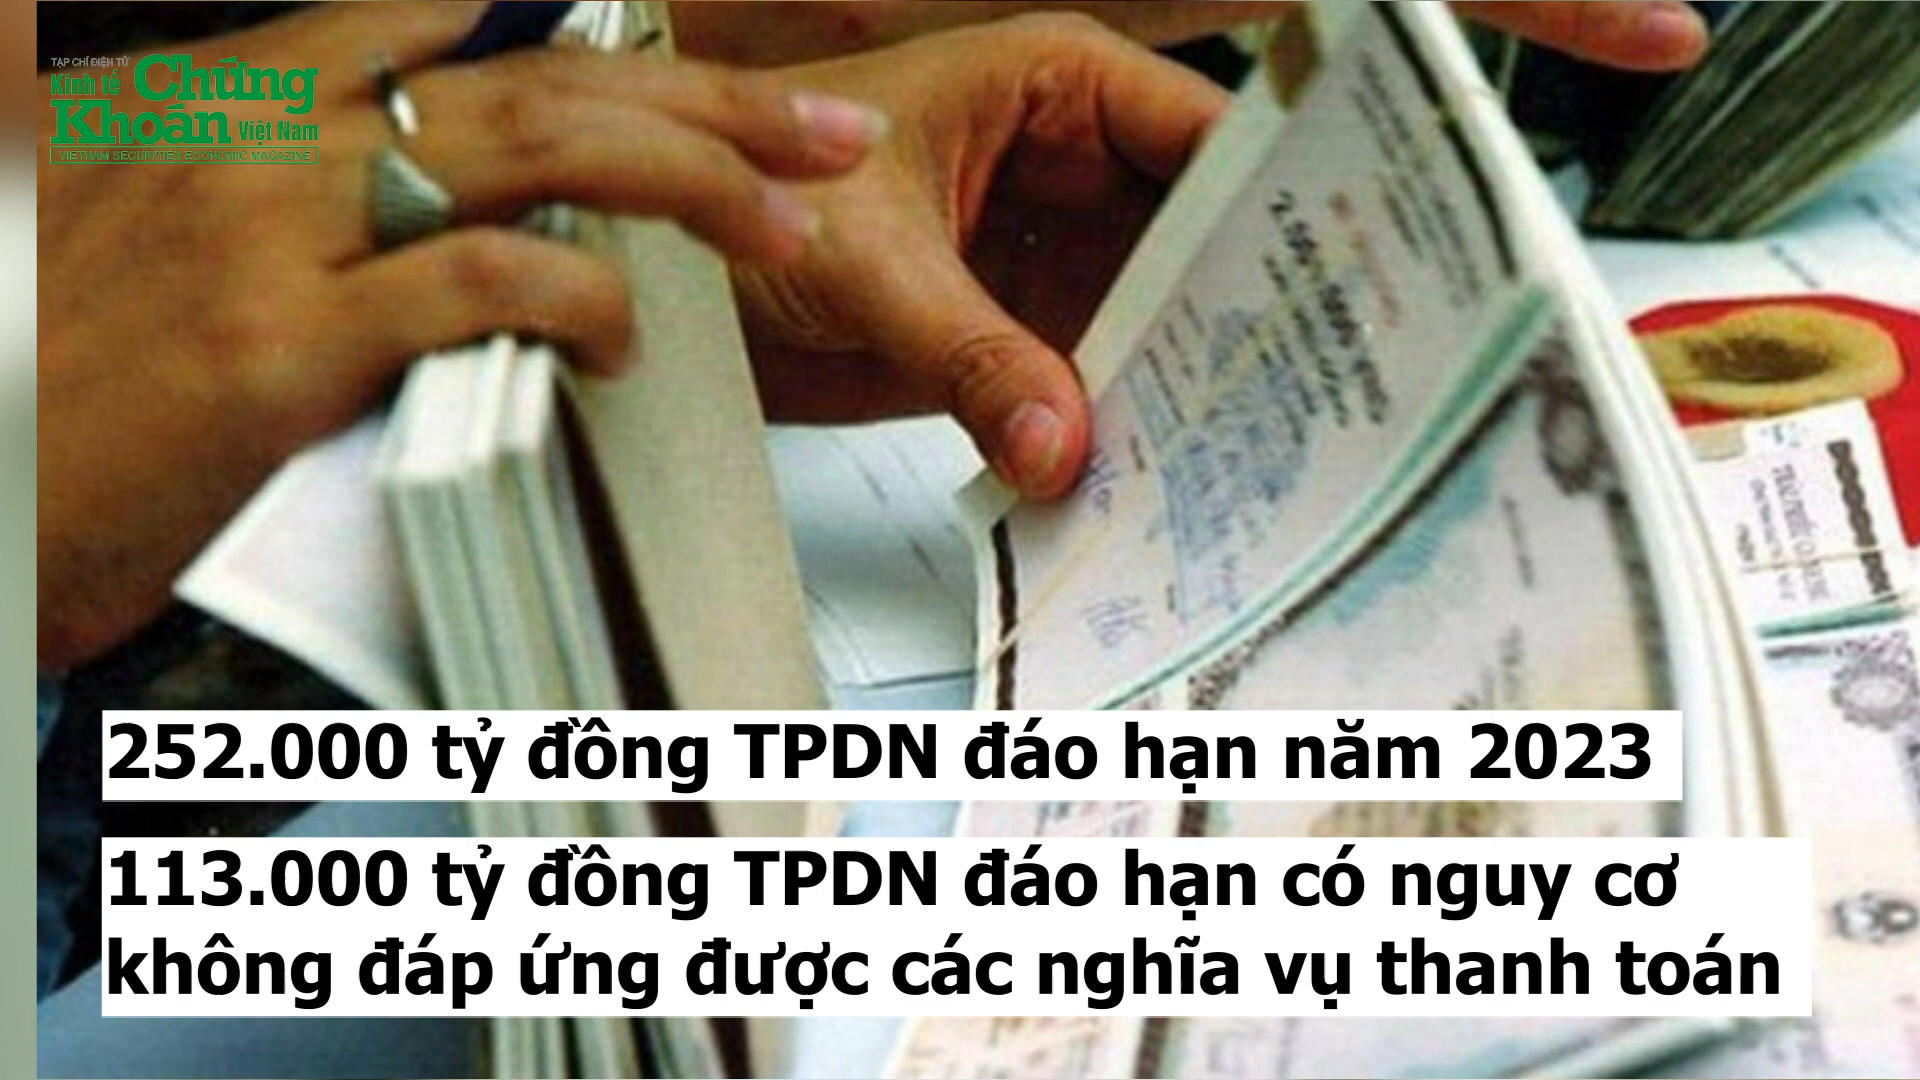 TẠP CHÍ ĐIỆN TỬ
Kinh tế Chứng
Khoán Việt Nam
VIETNAM SECURITIES ECONOMIC MAGAZINE
252.000 tỷ đồng TPDN đáo hạn năm 2023
113.000 tỷ đồng TPDN đáo hạn có nguy cơ
không đáp ứng được các nghĩa vụ thanh toán